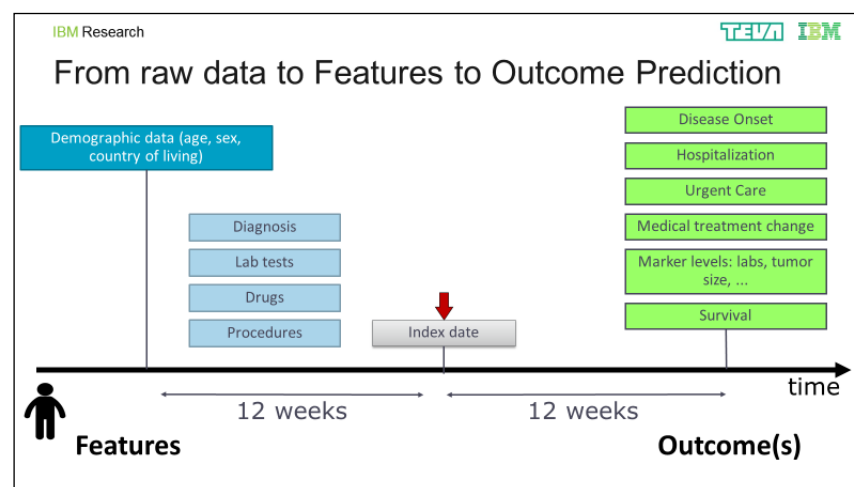 IBM Research
TEVA IBM
From raw data to Features to Outcome Prediction
Demographic data (age, sex,
country of living)
Diagnosis
Lab tests
Drugs
Procedures
Index date
Disease Onset
Hospitalization
Urgent Care
Medical treatment change
Marker levels: labs, tumor
size, ...
Survival
time
12 weeks
12 weeks
Features
Outcome(s)